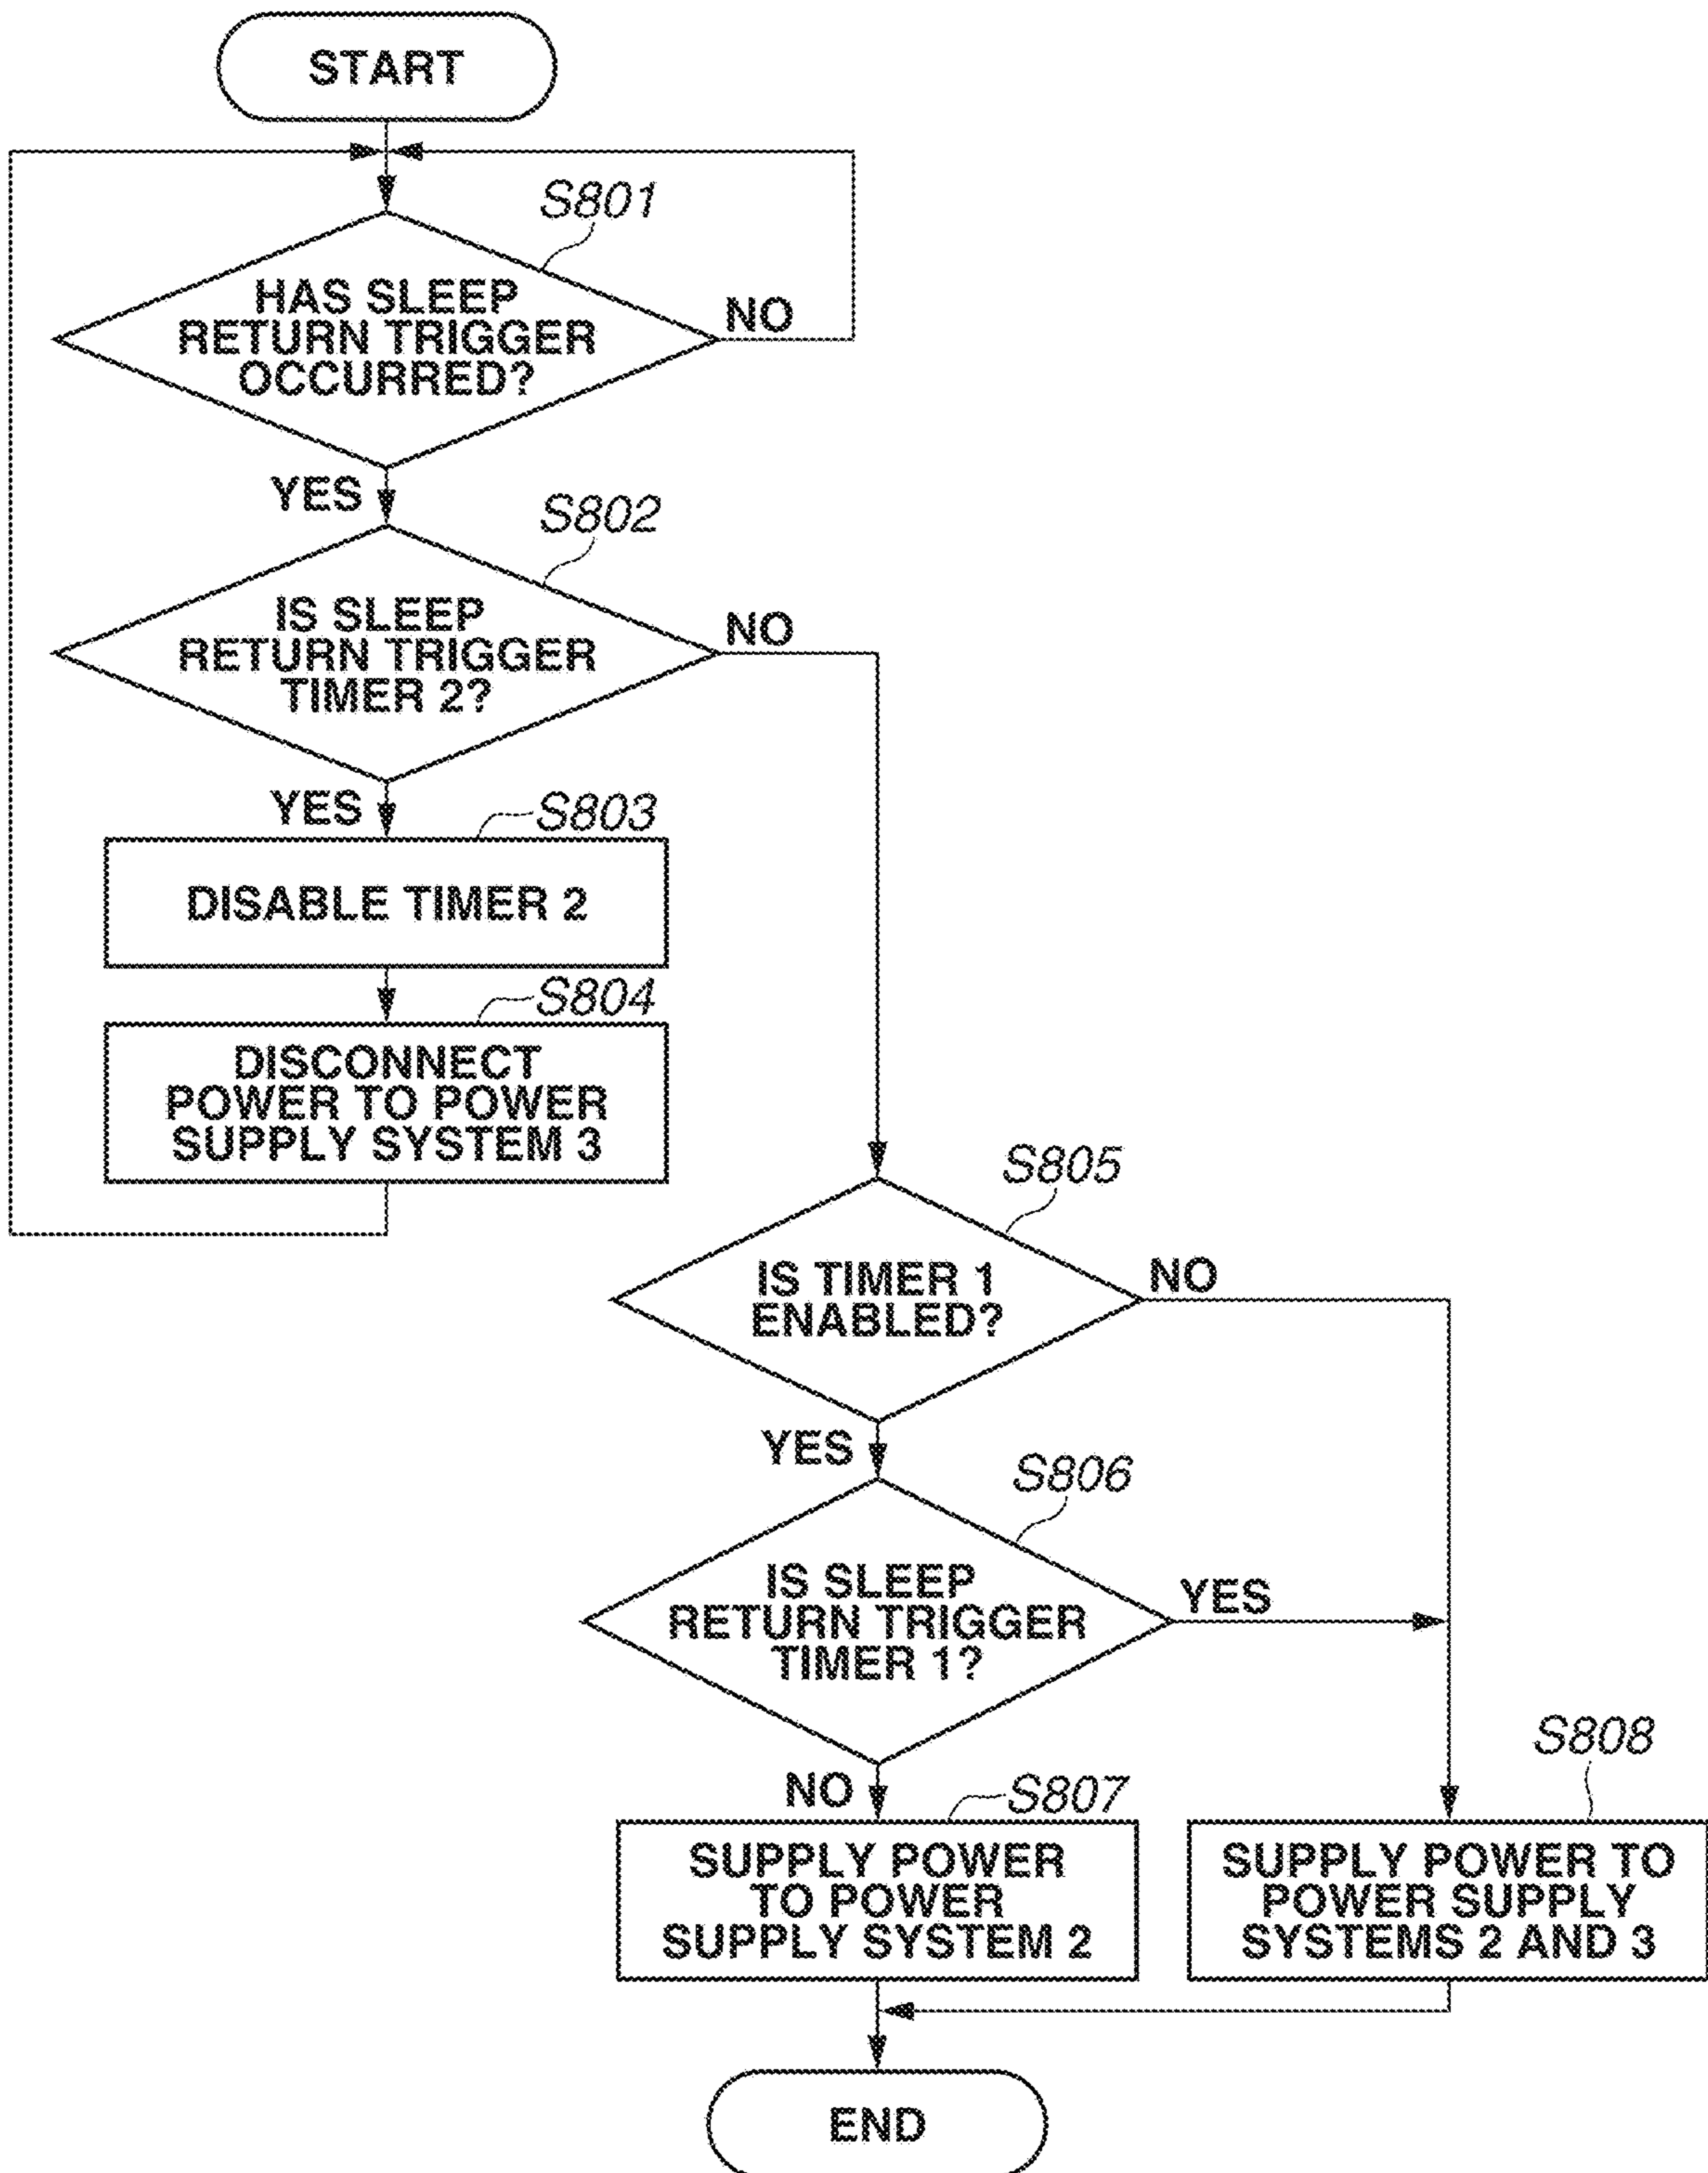 START
S801
HAS SLEEP
RETURN TRIGGER
OCCURRED?
NO
YES
S802
IS SLEEP
RETURN TRIGGER
TIMER 2?
NO
YES
S803
DISABLE TIMER 2
S804
DISCONNECT
POWER TO POWER
SUPPLY SYSTEM 3
S805
IS TIMER 1
ENABLED?
NO
YES
S806
IS SLEEP
RETURN TRIGGER
TIMER 1?
YES
NO
S807
SUPPLY POWER
TO POWER
SUPPLY SYSTEM 2
S808
SUPPLY POWER TO
POWER SUPPLY
SYSTEMS 2 AND 3
END